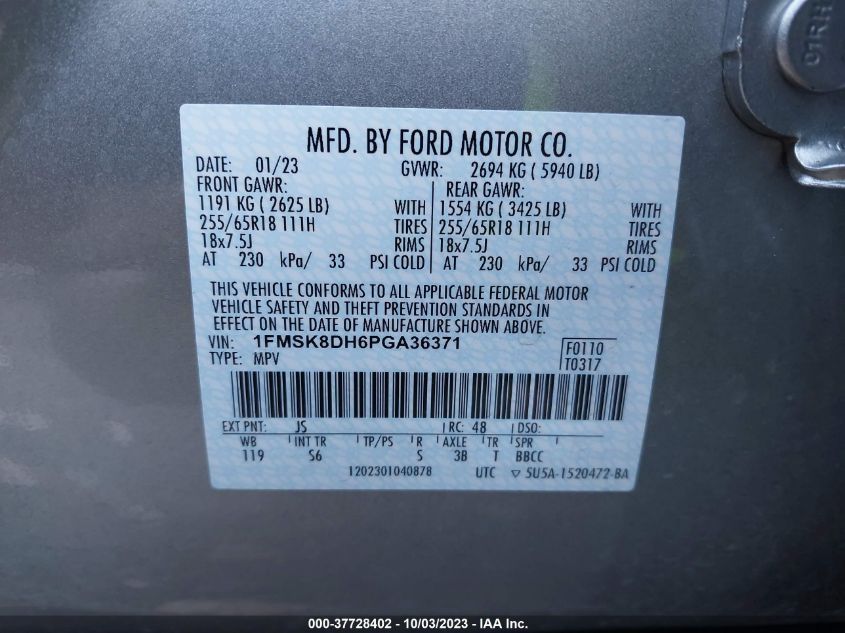 01RH
MFD. BY FORD MOTOR CO.
DATE: 01/23 GVWR: 2694 KG ( 5940 LB)
FRONT GAWR: REAR GAWR:
1191 KG ( 2625 LB) WITH 1554 KG ( 3425 LB) WITH
255/65R18 111H TIRES 255/65R18 111H TIRES
18x7.5J RIMS 18x7.5J RIMS
AT 230 kPa/ 33 PSI COLD AT 230 kPa/ 33 PSI COLD
THIS VEHICLE CONFORMS TO ALL APPLICABLE FEDERAL MOTOR
VEHICLE SAFETY AND THEFT PREVENTION STANDARDS IN
EFFECT ON THE DATE OF MANUFACTURE SHOWN ABOVE.
VIN: 1FMSK8DH6PGA36371 F0110
TYPE: MPV T0317
EXT PNT: JS RC: 48 DSO:
WB INT TR TP/PS R AXLE TR SPR
119 S6 S 3B T BBCC
1202301040878 UTC ▽ 5U5A-1520472-BA
000-37728402 - 10/03/2023 - IAA Inc.